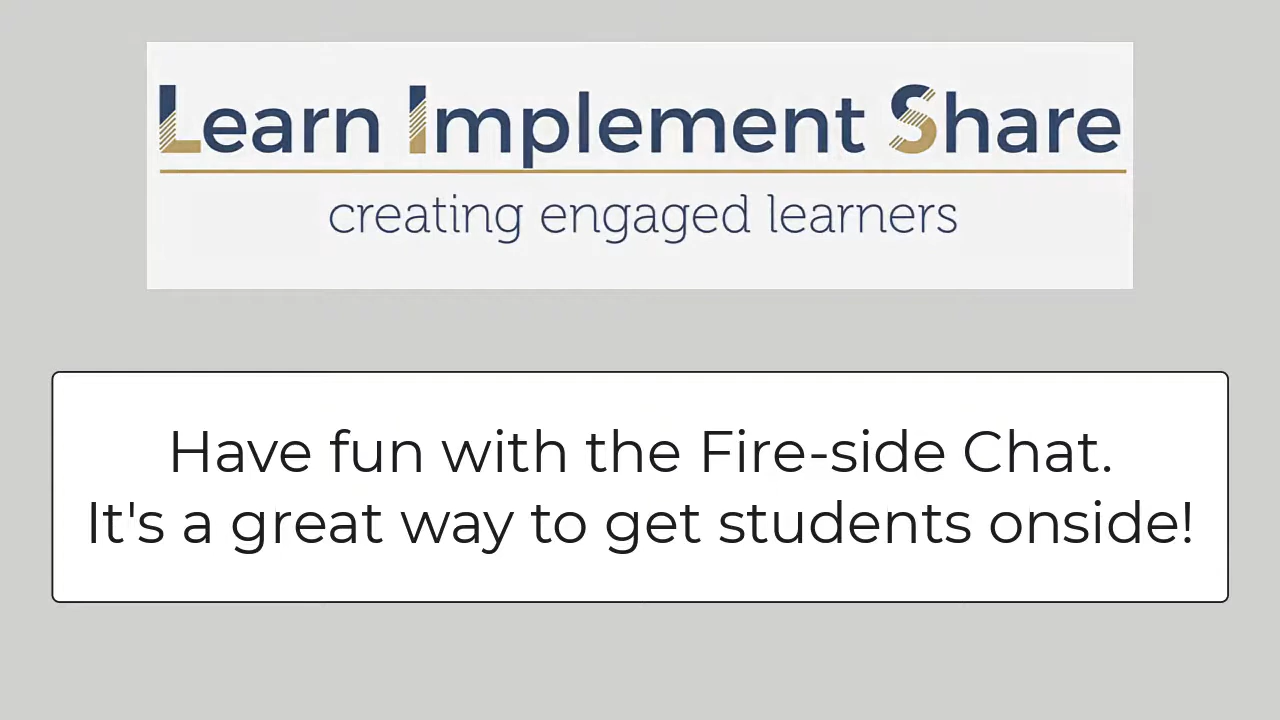 Learn Implement Share
creating engaged learners
Have fun with the Fire-side Chat.
It's a great way to get students onside!